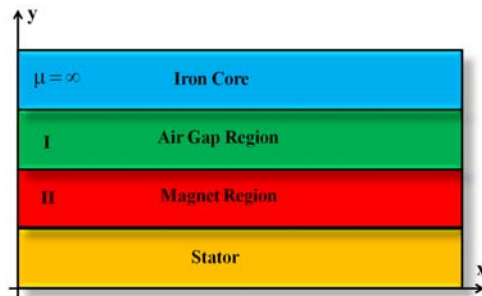 y
μ = ∞ Iron Core
I Air Gap Region
II Magnet Region
Stator
x